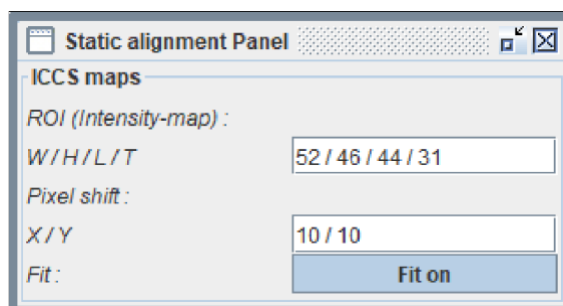 Static alignment Panel
ICCS maps
ROI (Intensity-map) :
W / H / L / T 52 / 46 / 44 / 31
Pixel shift :
X / Y 10 / 10
Fit : Fit on